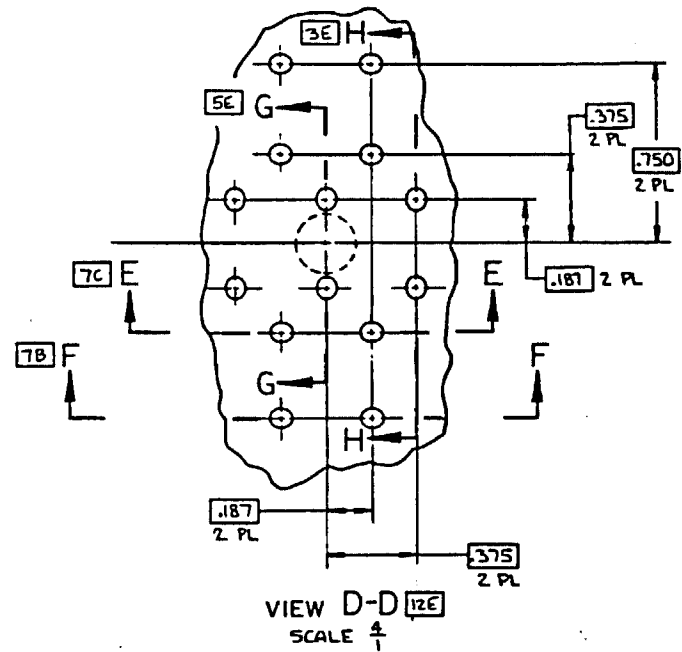 3E H
5E G
.375
2 PL
.750
2 PL
7C E
E
.187 2 PL
7B F
F
G
H
.187
2 PL
.375
2 PL
VIEW D-D 12E
SCALE 4/1